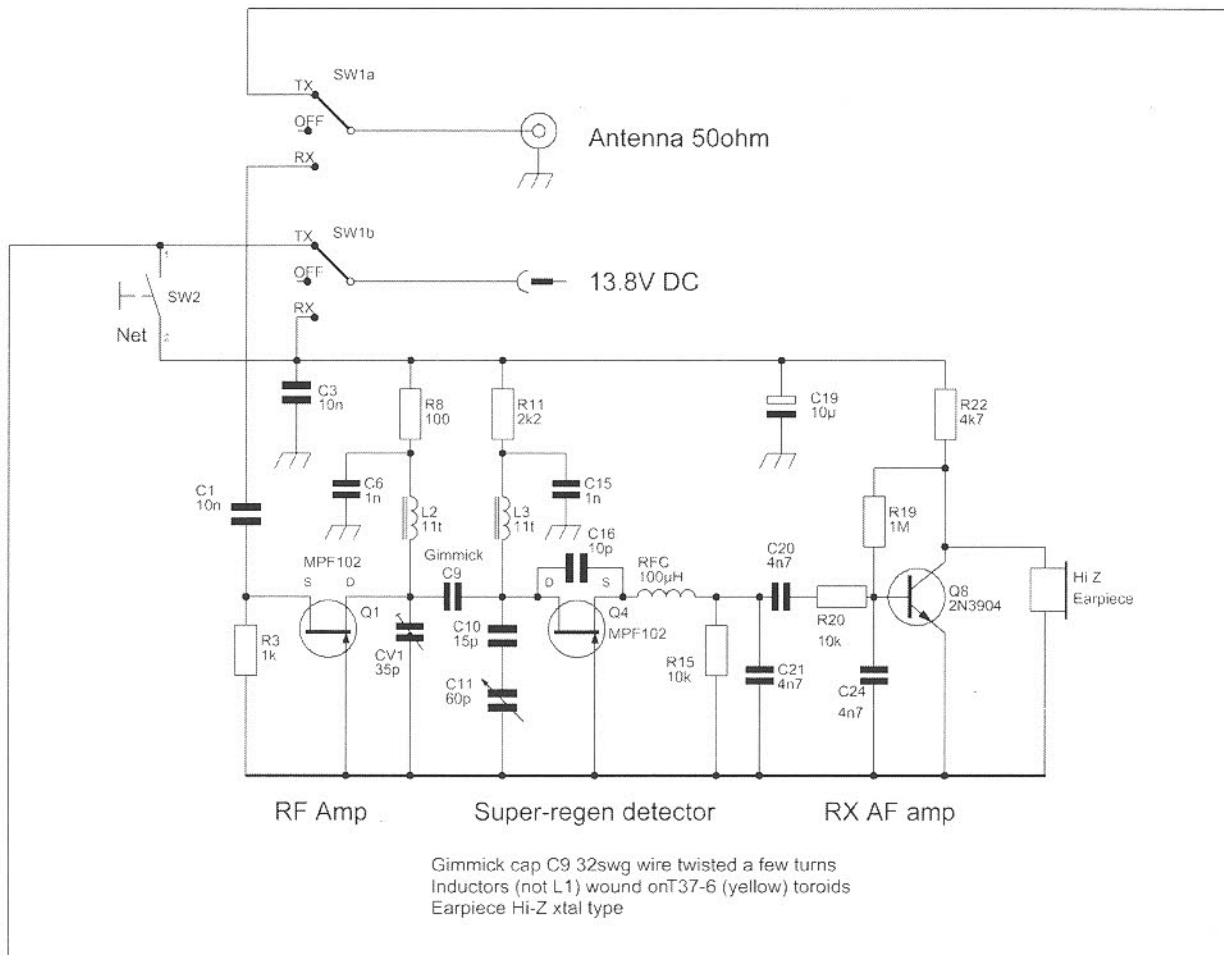 SW1a
TX
OFF
RX
Antenna 50ohm
SW1b
TX
OFF
RX
13.8V DC
1
SW2
2
Net
C3
10n
R8
100
R11
2k2
C19
10µ
R22
4k7
C1
10n
C6
1n
L2
11t
L3
11t
C15
1n
C16
10p
R19
1M
MPF102
S D
Q1
Gimmick
C9
D S
Q4
MPF102
RFC
100µH
C20
4n7
R20
10k
Q8
2N3904
Hi Z
Earpiece
R3
1k
CV1
35p
C10
15p
C11
60p
R15
10k
C21
4n7
C24
4n7
RF Amp
Super-regen detector
RX AF amp
Gimmick cap C9 32swg wire twisted a few turns
Inductors (not L1) wound onT37-6 (yellow) toroids
Earpiece Hi-Z xtal type